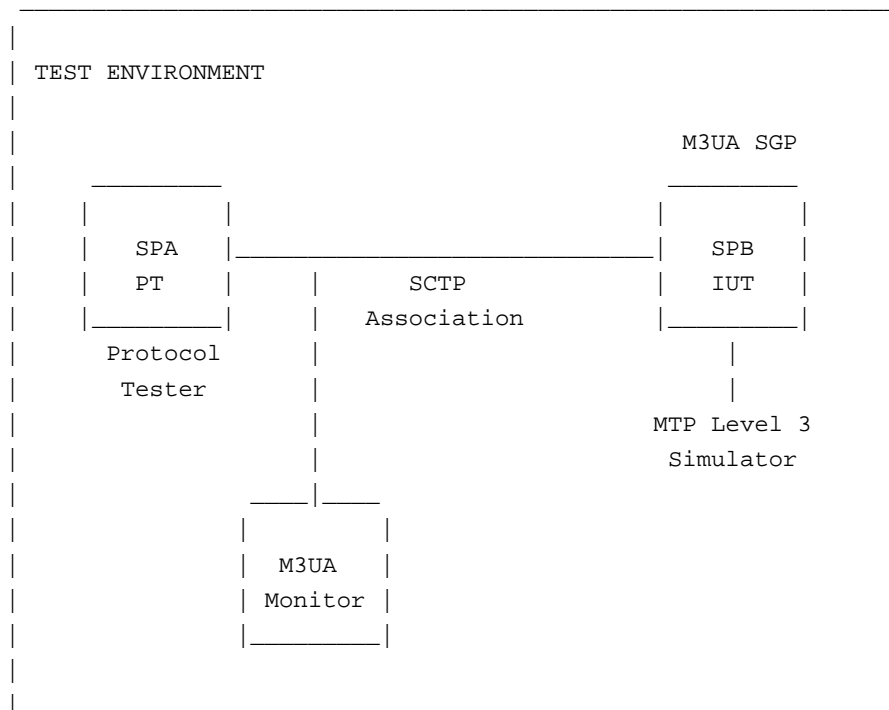 TEST ENVIRONMENT
M3UA SGP
SPA
PT
SCTP
Association
SPB
IUT
Protocol
Tester
MTP Level 3
Simulator
M3UA
Monitor